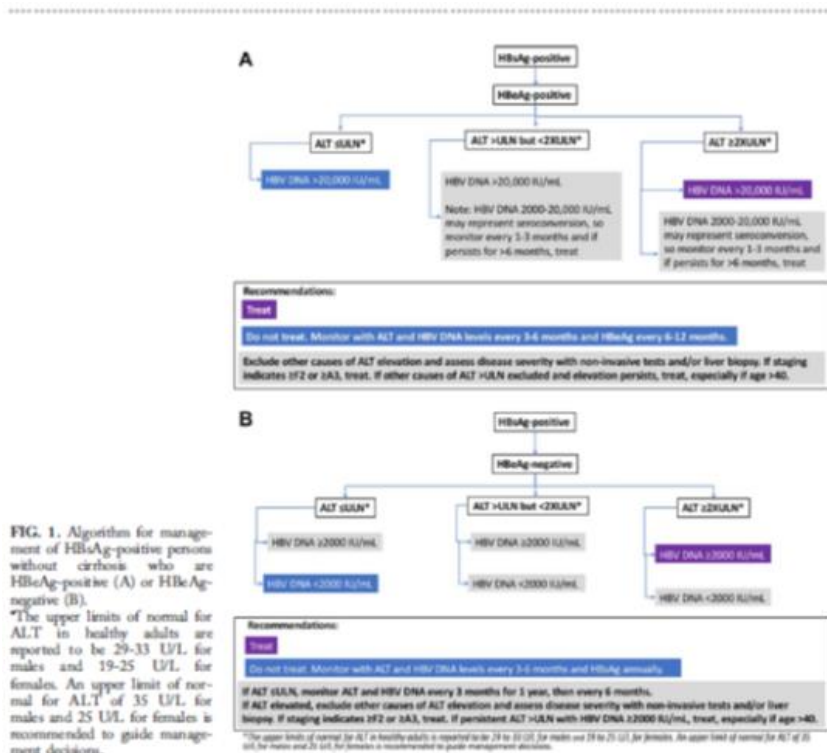 A
HBsAg-positive
HBeAg-positive
ALT ≤ULN*
ALT >ULN but <2XULN*
ALT ≥2XULN*
HBV DNA >20,000 IU/mL
HBV DNA >20,000 IU/mL
Note: HBV DNA 2000-20,000 IU/mL
may represent seroconversion, so
monitor every 1-3 months and if
persists for >6 months, treat
HBV DNA >20,000 IU/mL
HBV DNA 2000-20,000 IU/mL
may represent seroconversion,
so monitor every 1-3 months and
if persists for >6 months, treat
Recommendations:
Treat
Do not treat. Monitor with ALT and HBV DNA levels every 3-6 months and HBeAg every 6-12 months.
Exclude other causes of ALT elevation and assess disease severity with non-invasive tests and/or liver biopsy. If staging
indicates ≥F2 or ≥A3, treat. If other causes of ALT >ULN excluded and elevation persists, treat, especially if age >40.
B
HBsAg-positive
HBeAg-negative
ALT ≤ULN*
ALT >ULN but <2XULN*
ALT ≥2XULN*
HBV DNA ≥2000 IU/mL
HBV DNA <2000 IU/mL
HBV DNA ≥2000 IU/mL
HBV DNA <2000 IU/mL
HBV DNA ≥2000 IU/mL
HBV DNA <2000 IU/mL
Recommendations:
Treat
Do not treat. Monitor with ALT and HBV DNA levels every 3-6 months and HBsAg annually.
If ALT ≤ULN, monitor ALT and HBV DNA every 3 months for 1 year, then every 6 months.
If ALT elevated, exclude other causes of ALT elevation and assess disease severity with non-invasive tests and/or liver
biopsy. If staging indicates ≥F2 or ≥A3, treat. If persistent ALT >ULN with HBV DNA ≥2000 IU/mL, treat, especially if age >40.
FIG. 1. Algorithm for manage-
ment of HBsAg-positive persons
without cirrhosis who are
HBeAg-positive (A) or HBeAg-
negative (B).
*The upper limits of normal for
ALT in healthy adults are
reported to be 29-33 U/L for
males and 19-25 U/L for
females. An upper limit of nor-
mal for ALT of 35 U/L for
males and 25 U/L for females is
recommended to guide manage-
ment decisions.